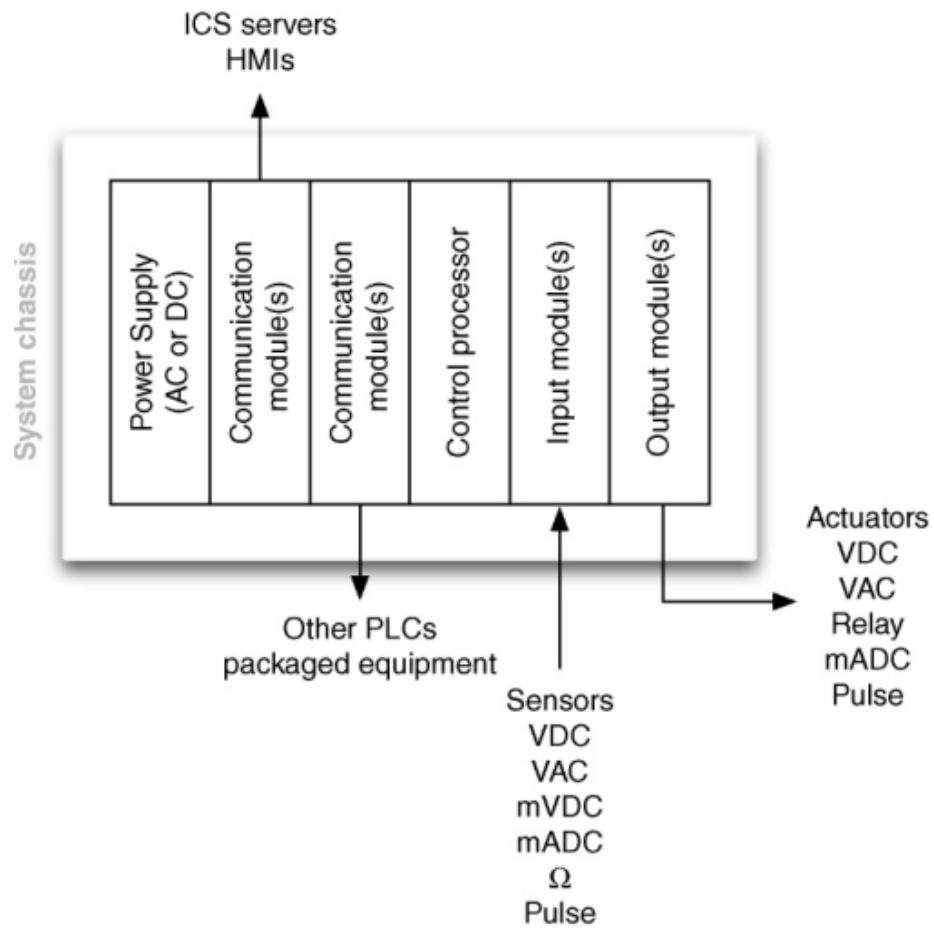 ICS servers
HMIs
System chassis
Power Supply
(AC or DC)
Communication
module(s)
Communication
module(s)
Control processor
Input module(s)
Output module(s)
Other PLCs
packaged equipment
Sensors
VDC
VAC
mVDC
mADC
Ω
Pulse
Actuators
VDC
VAC
Relay
mADC
Pulse